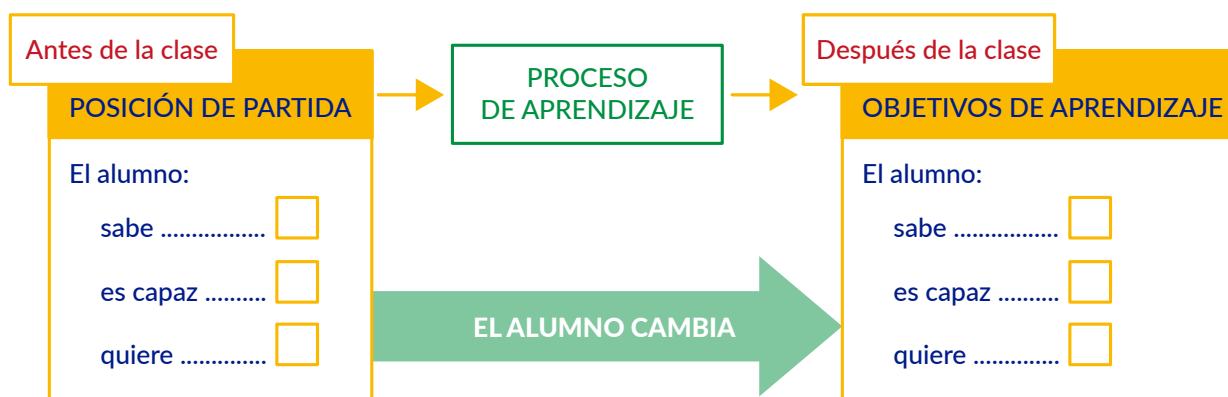 Antes de la clase
POSICIÓN DE PARTIDA
El alumno:
sabe ................
es capaz ..........
quiere ..............
PROCESO
DE APRENDIZAJE
EL ALUMNO CAMBIA
Después de la clase
OBJETIVOS DE APRENDIZAJE
El alumno:
sabe ................
es capaz ..........
quiere ..............